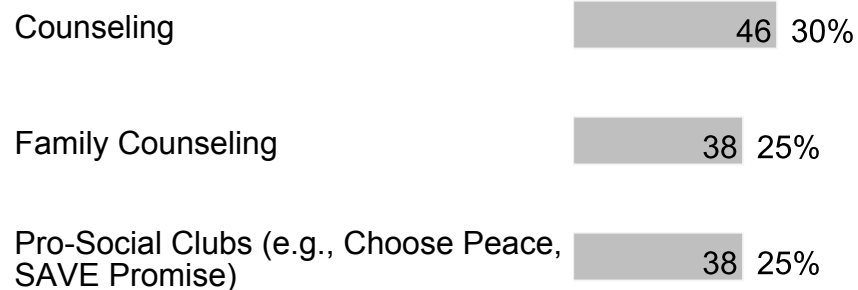 Counseling 46 30%
Family Counseling 38 25%
Pro-Social Clubs (e.g., Choose Peace,
SAVE Promise) 38 25%